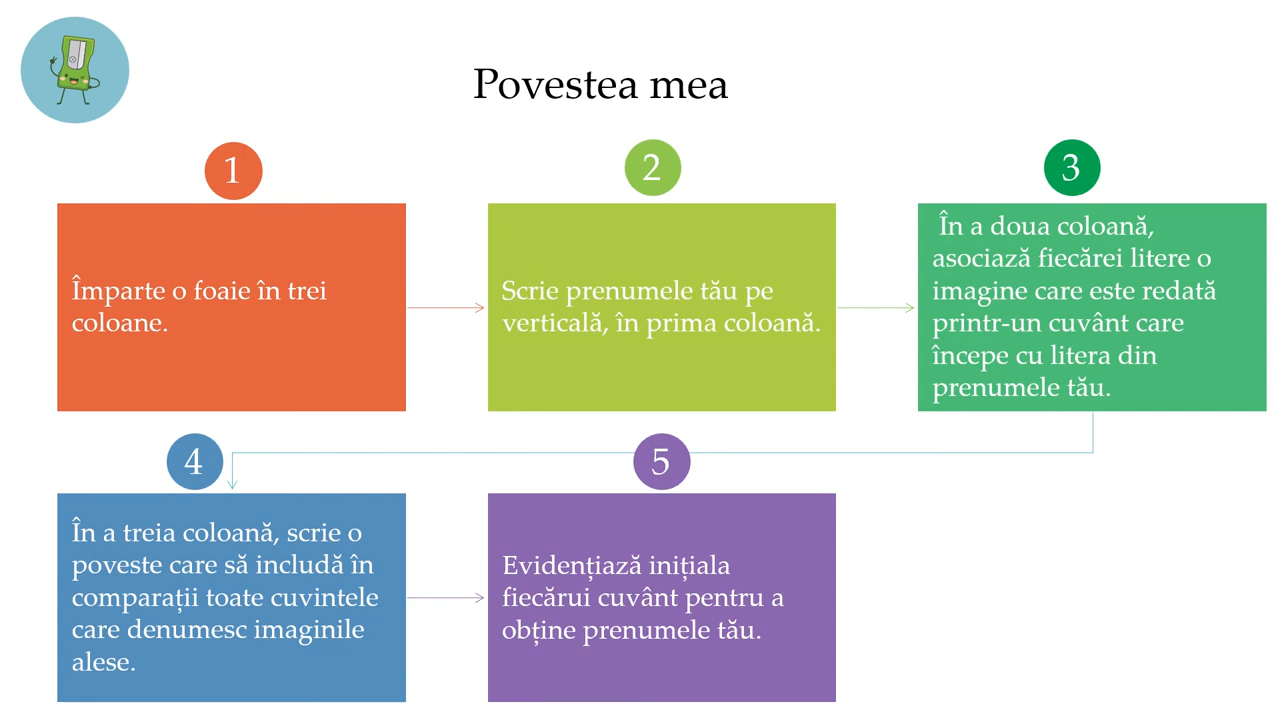 Povestea mea
1
Împarte o foaie în trei
coloane.
2
Scrie prenumele tău pe
verticală, în prima coloană.
3
În a doua coloană,
asociază fiecărei litere o
imagine care este redată
printr-un cuvânt care
începe cu litera din
prenumele tău.
4
În a treia coloană, scrie o
poveste care să includă în
comparații toate cuvintele
care denumesc imaginile
alese.
5
Evidențiază inițiala
fiecărui cuvânt pentru a
obține prenumele tău.